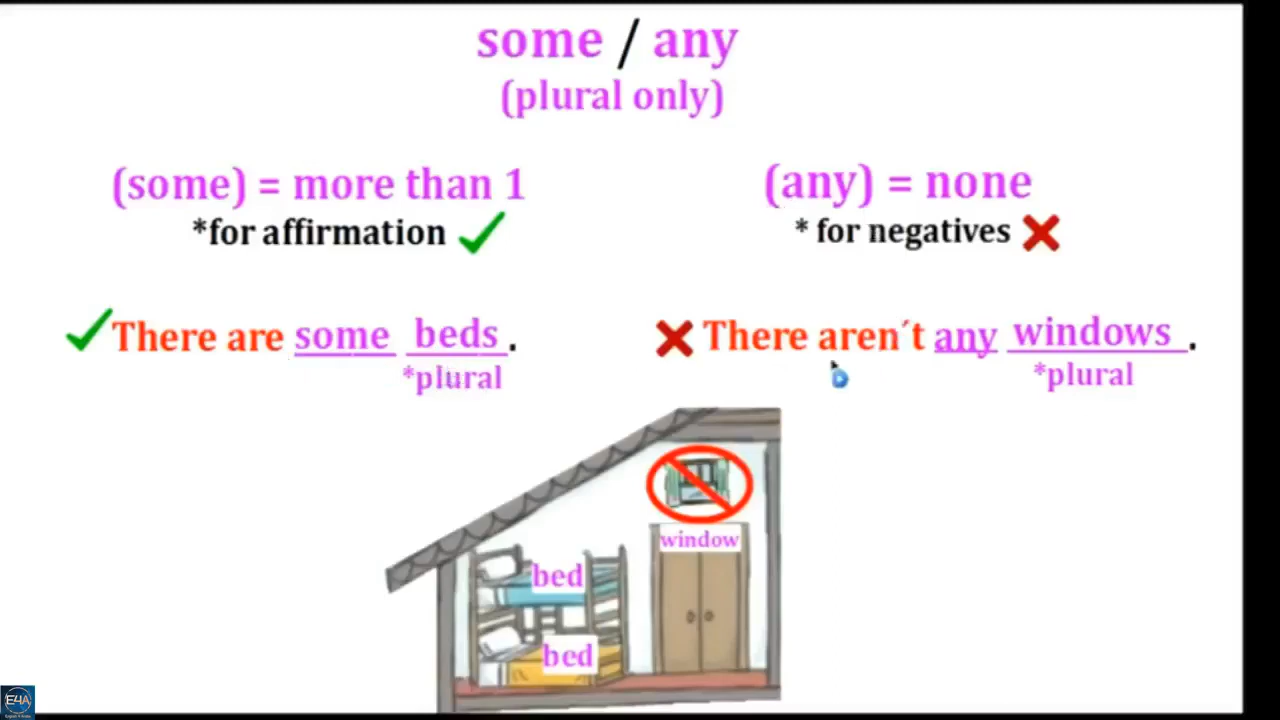 some / any
(plural only)
(some) = more than 1
*for affirmation
(any) = none
* for negatives
There are some beds.
*plural
There aren´t any windows.
*plural
window
bed
bed
E4A